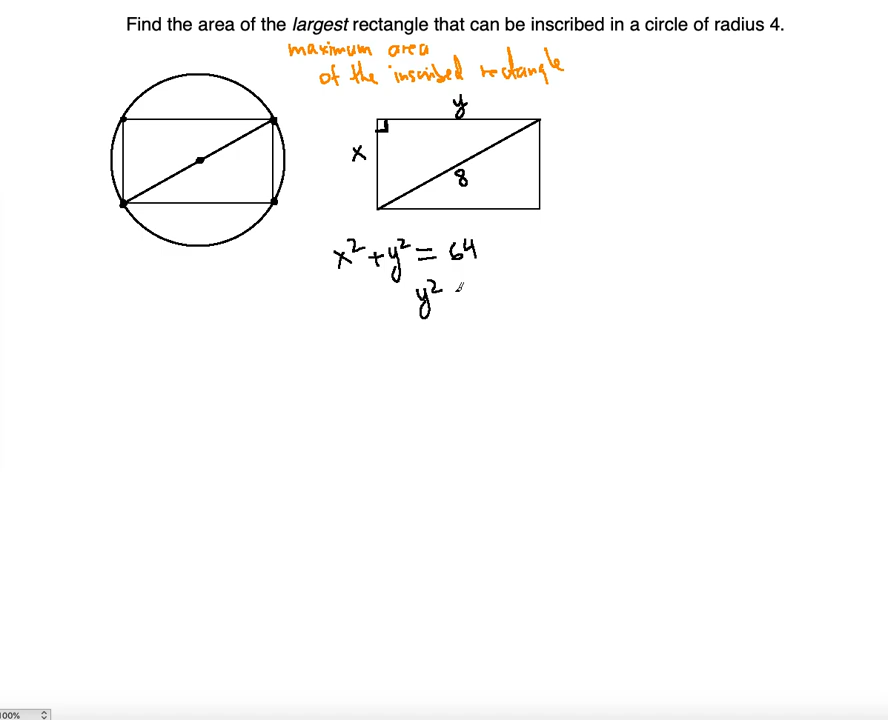 Find the area of the largest rectangle that can be inscribed in a circle of radius 4.
maximum area
of the inscribed rectangle
y
x
8
x² + y² = 64
y²
100%